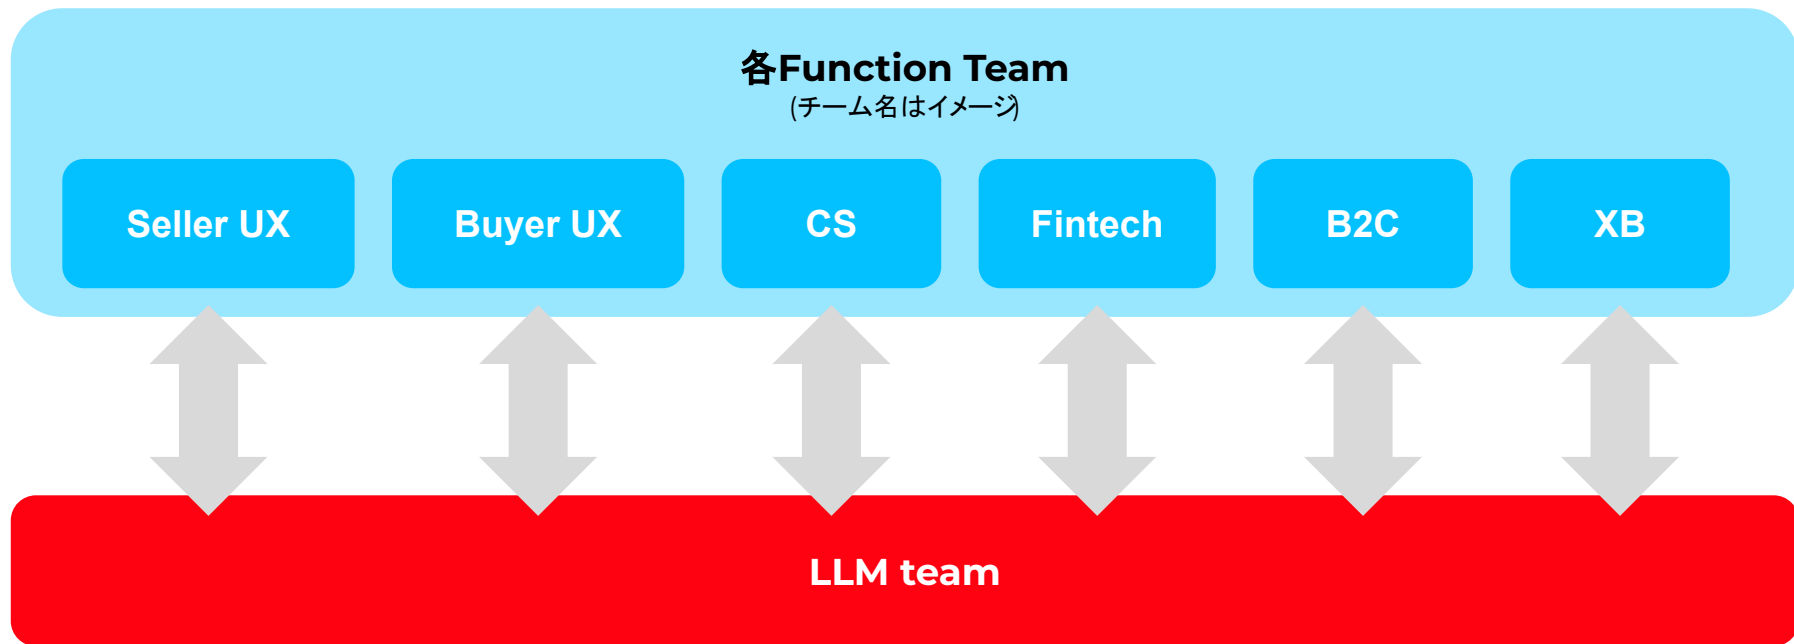 各Function Team
(チーム名はイメージ)
Seller UX
Buyer UX
CS
Fintech
B2C
XB
LLM team